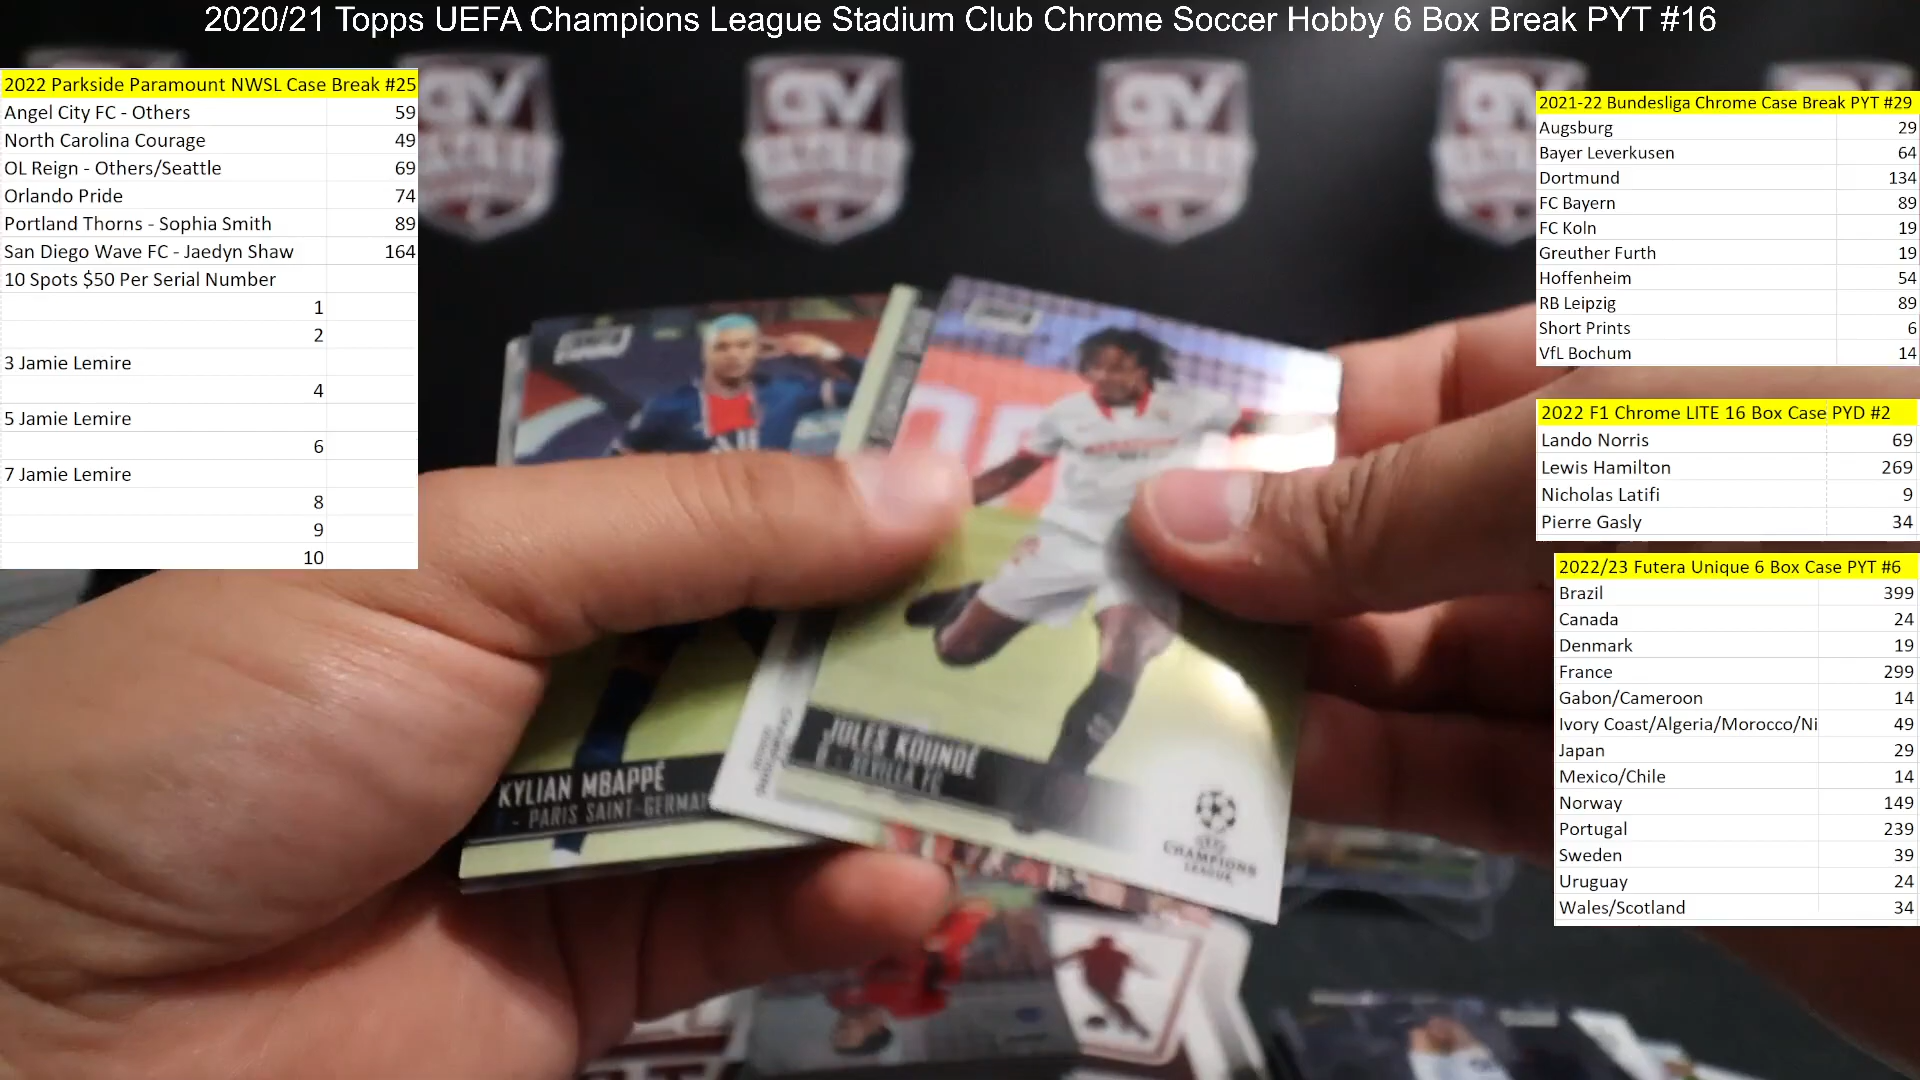 2020/21 Topps UEFA Champions League Stadium Club Chrome Soccer Hobby 6 Box Break PYT #16
2022 Parkside Paramount NWSL Case Break #25
Angel City FC - Others 59
North Carolina Courage 49
OL Reign - Others/Seattle 69
Orlando Pride 74
Portland Thorns - Sophia Smith 89
San Diego Wave FC - Jaedyn Shaw 164
10 Spots $50 Per Serial Number
1
2
3 Jamie Lemire
4
5 Jamie Lemire
6
7 Jamie Lemire
8
9
10
2021-22 Bundesliga Chrome Case Break PYT #29
Augsburg 29
Bayer Leverkusen 64
Dortmund 134
FC Bayern 89
FC Koln 19
Greuther Furth 19
Hoffenheim 54
RB Leipzig 89
Short Prints 6
VfL Bochum 14
2022 F1 Chrome LITE 16 Box Case PYD #2
Lando Norris 69
Lewis Hamilton 269
Nicholas Latifi 9
Pierre Gasly 34
2022/23 Futera Unique 6 Box Case PYT #6
Brazil 399
Canada 24
Denmark 19
France 299
Gabon/Cameroon 14
Ivory Coast/Algeria/Morocco/Ni 49
Japan 29
Mexico/Chile 14
Norway 149
Portugal 239
Sweden 39
Uruguay 24
Wales/Scotland 34
KYLIAN MBAPPÉ
- PARIS SAINT-GERMAI
JULES KOUNDÉ
- SEVILLA FC
UEFA
CHAMPIONS
LEAGUE